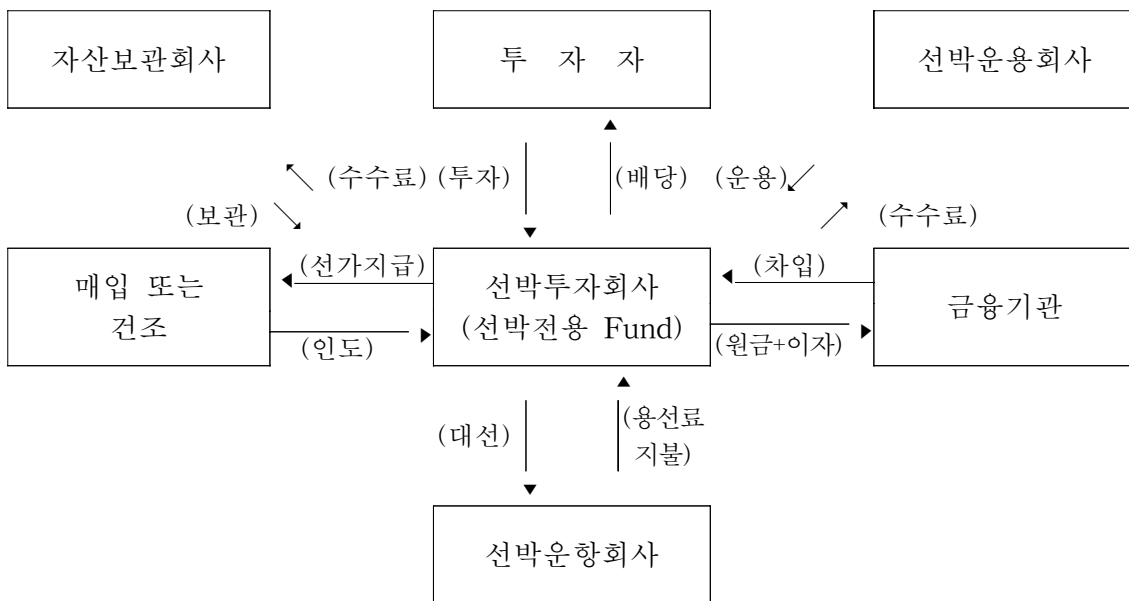 자산보관회사
투 자 자
선박운용회사
(수수료)
(투자)
(배당)
(운용)
(보관)
(수수료)
매입 또는
건조
(선가지급)
(인도)
선박투자회사
(선박전용 Fund)
(차입)
(원금+이자)
금융기관
(대선)
(용선료
지불)
선박운항회사